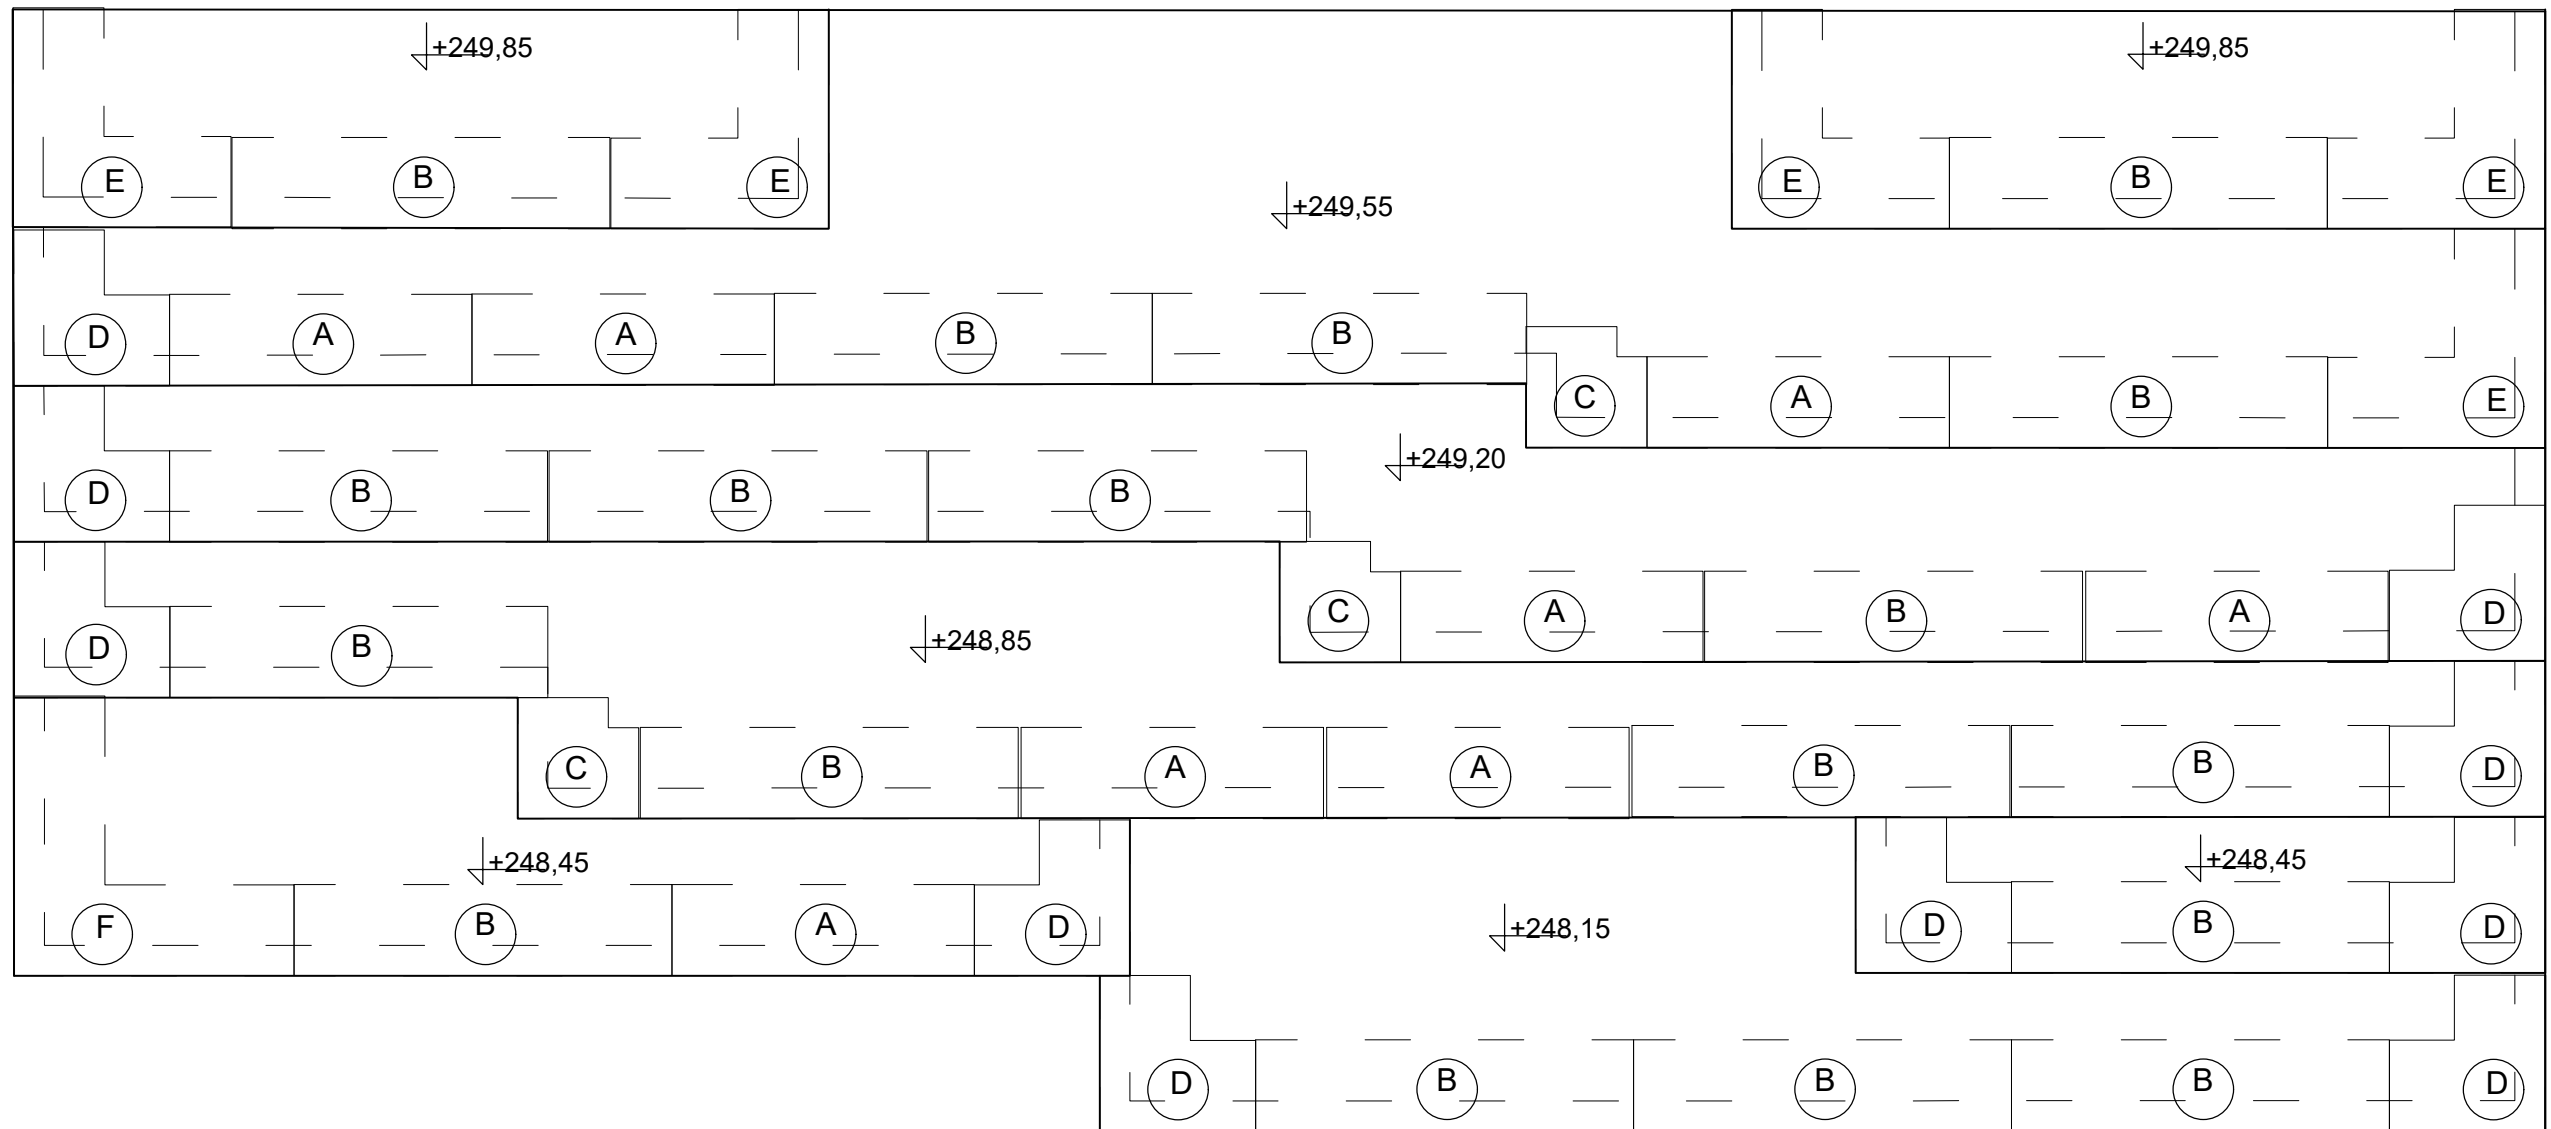 +249,85 +249,85
E B E E B E
+249,55
D A A B B
C A B E
+249,20
D B B B
C A B A D
D B +248,85
C B A A B B D
+248,45 +248,45
F B A D +248,15 D B D
D B B B D